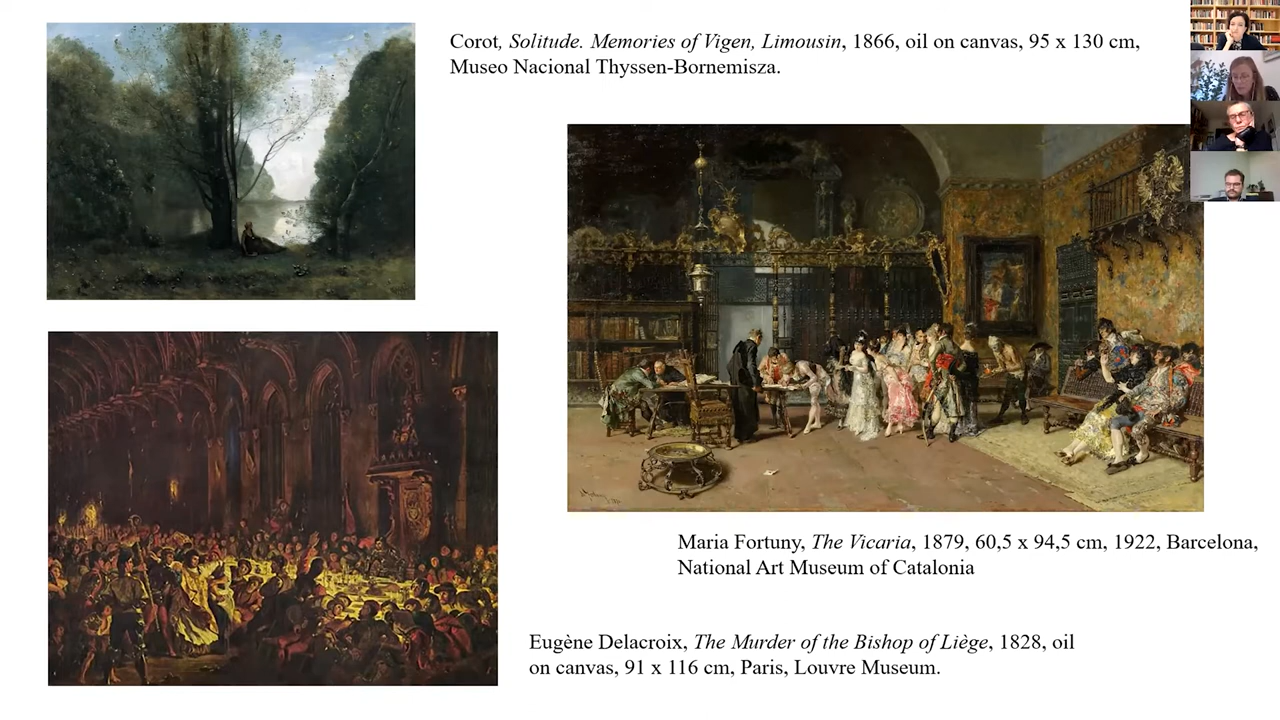 Corot, Solitude. Memories of Vigen, Limousin, 1866, oil on canvas, 95 x 130 cm,
Museo Nacional Thyssen-Bornemisza.
Maria Fortuny, The Vicaria, 1879, 60,5 x 94,5 cm, 1922, Barcelona,
National Art Museum of Catalonia
Eugène Delacroix, The Murder of the Bishop of Liège, 1828, oil
on canvas, 91 x 116 cm, Paris, Louvre Museum.